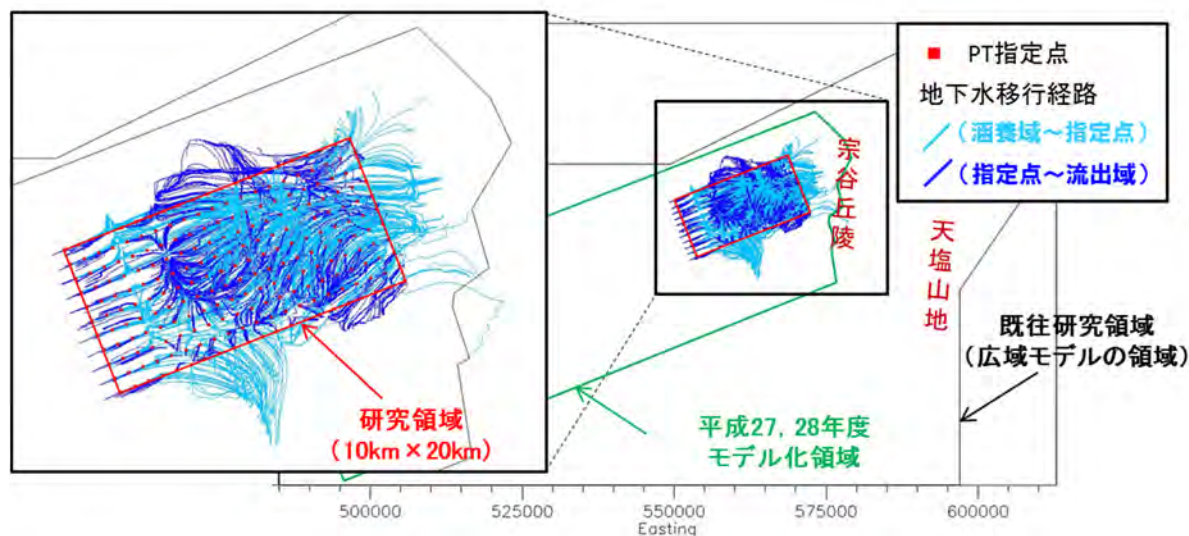 PT指定点
地下水移行経路
(涵養域～指定点)
(指定点～流出域)
宗谷丘陵
天塩山地
既往研究領域
(広域モデルの領域)
研究領域
(10km×20km)
平成27, 28年度
モデル化領域
500000 525000 550000 575000 600000
Easting